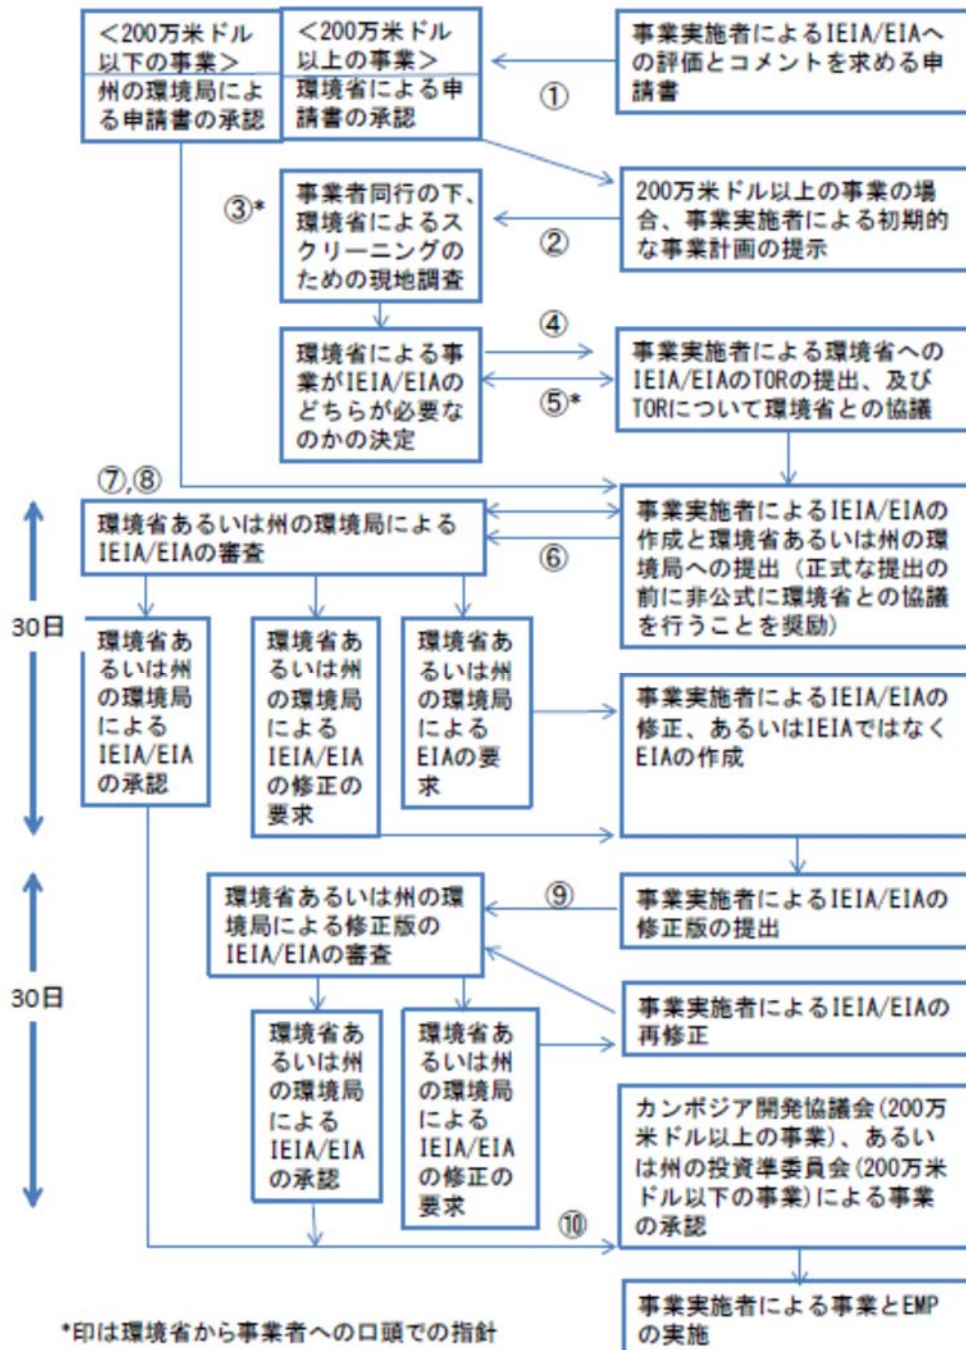 <200万米ドル
以下の事業>
州の環境局によ
る申請書の承認
<200万米ドル
以上の事業>
環境省による申
請書の承認
①
事業実施者によるIEIA/EIAへ
の評価とコメントを求める申
請書
③*
事業者同行の下、
環境省によるス
クリーニングの
ための現地調査
②
200万米ドル以上の事業の場
合、事業実施者による初期的
な事業計画の提示
環境省による事
業がIEIA/EIAの
どちらが必要な
のかの決定
④
⑤*
事業実施者による環境省への
IEIA/EIAのTORの提出、及び
TORについて環境省との協議
⑦,⑧
環境省あるいは州の環境局による
IEIA/EIAの審査
⑥
事業実施者によるIEIA/EIAの
作成と環境省あるいは州の環
境局への提出（正式な提出の
前に非公式に環境省との協議
を行うことを奨励）
30日
環境省あ
るいは州
の環境局
による
IEIA/EIA
の承認
環境省あ
るいは州
の環境局
による
IEIA/EIA
の修正の
要求
環境省あ
るいは州
の環境局
による
EIAの要
求
事業実施者によるIEIA/EIAの
修正、あるいはIEIAではなく
EIAの作成
30日
環境省あるいは州の環
境局による修正版の
IEIA/EIAの審査
⑨
事業実施者によるIEIA/EIAの
修正版の提出
環境省あ
るいは州
の環境局
による
IEIA/EIA
の承認
環境省あ
るいは州
の環境局
による
IEIA/EIA
の修正の
要求
事業実施者によるIEIA/EIAの
再修正
カンボジア開発協議会(200万
米ドル以上の事業)、あるい
は州の投資準委員会(200万米
ドル以下の事業)による事業
の承認
⑩
事業実施者による事業とEMP
の実施
*印は環境省から事業者への口頭での指針